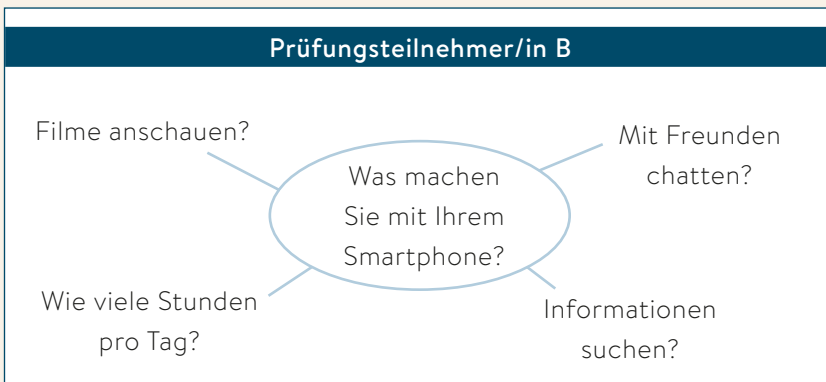 Prüfungsteilnehmer/in B
Filme anschauen?
Mit Freunden
chatten?
Was machen
Sie mit Ihrem
Smartphone?
Wie viele Stunden
pro Tag?
Informationen
suchen?